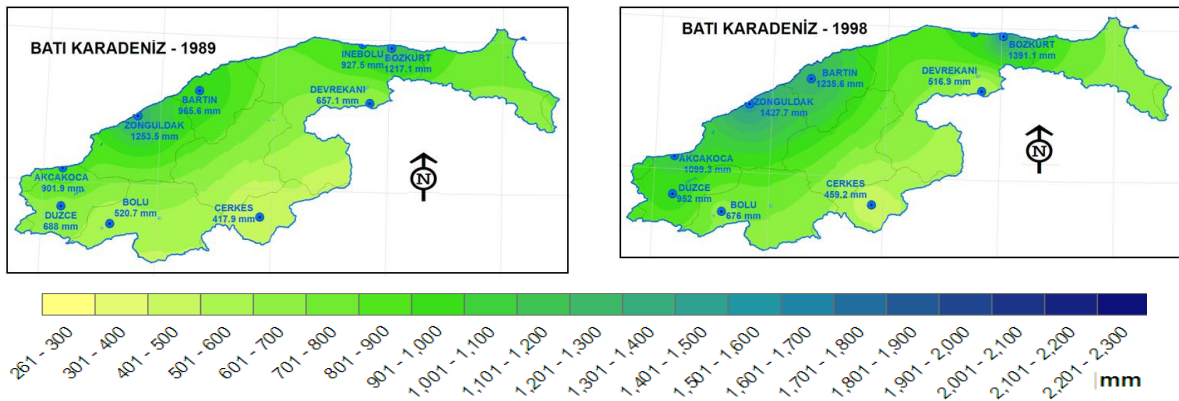 BATI KARADENİZ - 1989
INEBOLU
927.5 mm
BOZKURT
1217.1 mm
DEVREKANI
657.1 mm
BARTIN
965.6 mm
ZONGULDAK
1253.5 mm
AKCAKOCA
901.9 mm
DUZCE
688 mm
BOLU
520.7 mm
CERKES
417.9 mm
N
BATI KARADENİZ - 1998
BOZKURT
1391.1 mm
DEVREKANI
516.9 mm
BARTIN
1235.6 mm
ZONGULDAK
1427.7 mm
AKCAKOCA
1099.3 mm
DUZCE
952 mm
BOLU
676 mm
CERKES
459.2 mm
N
261 - 300
301 - 400
401 - 500
501 - 600
601 - 700
701 - 800
801 - 900
901 - 1,000
1,001 - 1,100
1,101 - 1,200
1,201 - 1,300
1,301 - 1,400
1,401 - 1,500
1,501 - 1,600
1,601 - 1,700
1,701 - 1,800
1,801 - 1,900
1,901 - 2,000
2,001 - 2,100
2,101 - 2,200
2,201 - 2,300
mm